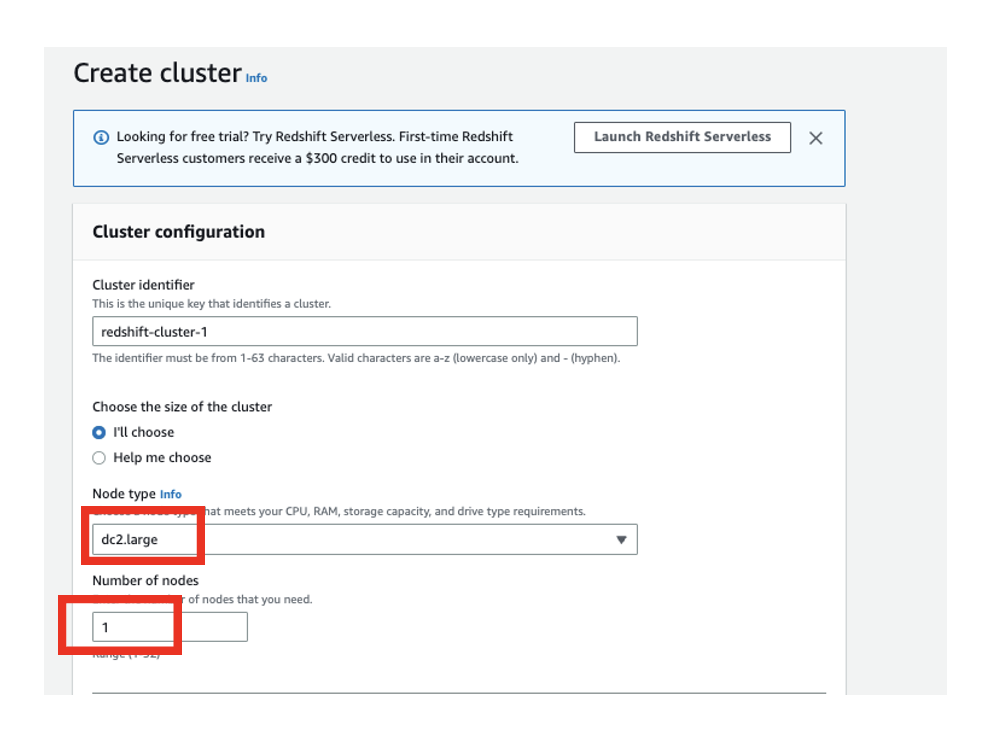 Create cluster Info
Looking for free trial? Try Redshift Serverless. First-time Redshift
Serverless customers receive a $300 credit to use in their account.
Launch Redshift Serverless
Cluster configuration
Cluster identifier
This is the unique key that identifies a cluster.
redshift-cluster-1
The identifier must be from 1-63 characters. Valid characters are a-z (lowercase only) and - (hyphen).
Choose the size of the cluster
I'll choose
Help me choose
Node type Info
that meets your CPU, RAM, storage capacity, and drive type requirements.
dc2.large
Number of nodes
of nodes that you need.
1